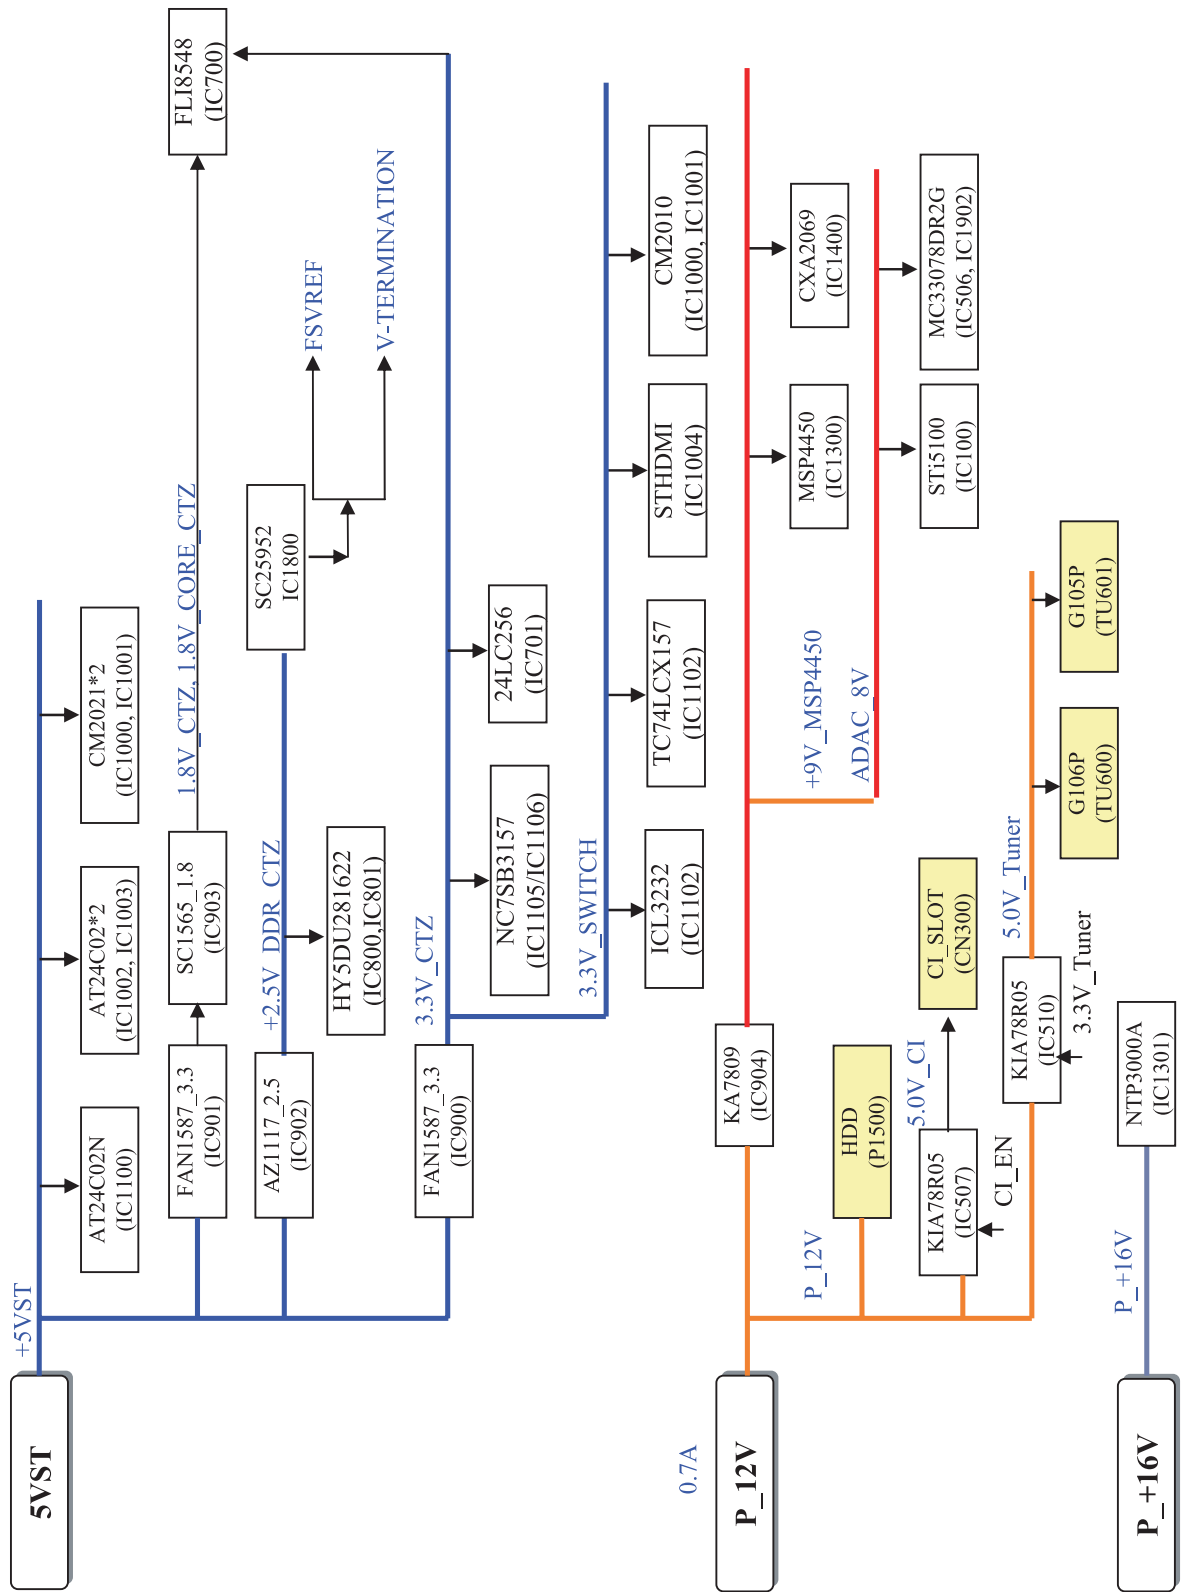 5VST
+5VST
AT24C02N
(IC1100)
AT24C02*2
(IC1002, IC1003)
CM2021*2
(IC1000, IC1001)
FAN1587_3.3
(IC901)
SC1565_1.8
(IC903)
1.8V_CTZ, 1.8V_CORE_CTZ
FLI8548
(IC700)
AZ1117_2.5
(IC902)
+2.5V_DDR_CTZ
SC25952
IC1800
FSVREF
V-TERMINATION
HY5DU281622
(IC800,IC801)
FAN1587_3.3
(IC900)
3.3V_CTZ
NC7SB3157
(IC1105/IC1106)
24LC256
(IC701)
3.3V_SWITCH
ICL3232
(IC1102)
TC74LCX157
(IC1102)
STHDMI
(IC1004)
CM2010
(IC1000, IC1001)
0.7A
P_12V
KA7809
(IC904)
MSP4450
(IC1300)
CXA2069
(IC1400)
+9V_MSP4450
ADAC_8V
P_12V
HDD
(P1500)
STi5100
(IC100)
MC33078DR2G
(IC506, IC1902)
KIA78R05
(IC507)
CI_EN
5.0V_CI
CI_SLOT
(CN300)
KIA78R05
(IC510)
3.3V_Tuner
5.0V_Tuner
G106P
(TU600)
G105P
(TU601)
P_+16V
P_+16V
NTP3000A
(IC1301)